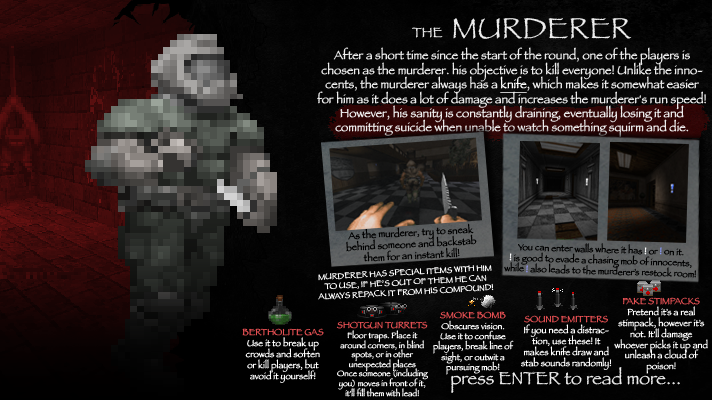 THE MURDERER
After a short time since the start of the round, one of the players is
chosen as the murderer. his objective is to kill everyone! Unlike the inno-
cents, the murderer always has a knife, which makes it somewhat easier
for him as it does a lot of damage and increases the murderer's run speed!
However, his sanity is constantly draining, eventually losing it and
committing suicide when unable to watch something squirm and die.
As the murderer, try to sneak
behind someone and backstab
them for an instant kill!
You can enter walls where it has ! or ! on it.
! is good to evade a chasing mob of innocents,
while ! also leads to the murderer's restock room!
MURDERER HAS SPECIAL ITEMS WITH HIM
TO USE, IF HE'S OUT OF THEM HE CAN
ALWAYS REPACK IT FROM HIS COMPOUND!
BERTHOLITE GAS
Use it to break up
crowds and soften
or kill players, but
avoid it yourself!
SHOTGUN TURRETS
Floor traps. Place it
around corners, in blind
spots, or in other
unexpected places
Once someone (including
you) moves in front of it,
it'll fill them with lead!
SMOKE BOMB
Obscures vision.
Use it to confuse
players, break line of
sight, or outwit a
pursuing mob!
SOUND EMITTERS
If you need a distrac-
tion, use these! It
makes knife draw and
stab sounds randomly!
FAKE STIMPACKS
Pretend it's a real
stimpack, however it's
not. It'll damage
whoever picks it up and
unleash a cloud of
poison!
press ENTER to read more...